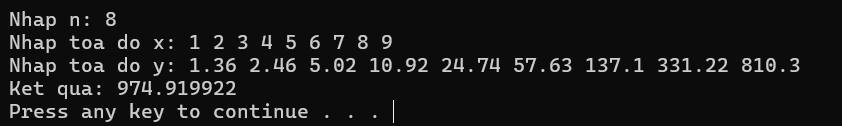 Nhap n: 8
Nhap toa do x: 1 2 3 4 5 6 7 8 9
Nhap toa do y: 1.36 2.46 5.02 10.92 24.74 57.63 137.1 331.22 810.3
Ket qua: 974.919922
Press any key to continue . . .